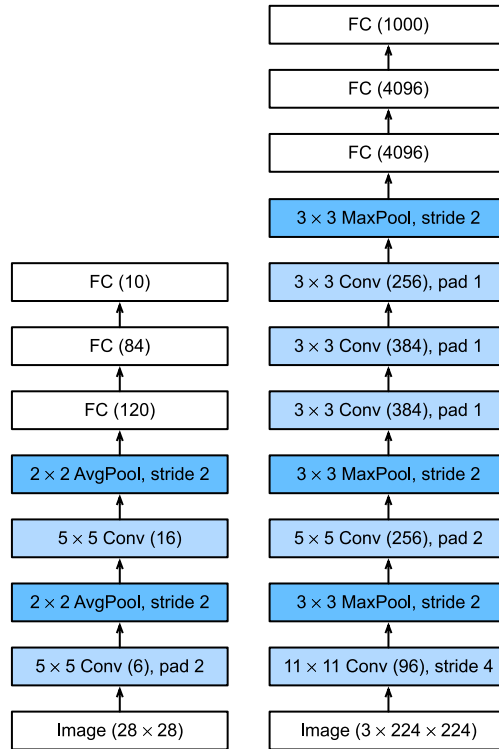 FC (10)
FC (84)
FC (120)
2 × 2 AvgPool, stride 2
5 × 5 Conv (16)
2 × 2 AvgPool, stride 2
5 × 5 Conv (6), pad 2
Image (28 × 28)
FC (1000)
FC (4096)
FC (4096)
3 × 3 MaxPool, stride 2
3 × 3 Conv (256), pad 1
3 × 3 Conv (384), pad 1
3 × 3 Conv (384), pad 1
3 × 3 MaxPool, stride 2
5 × 5 Conv (256), pad 2
3 × 3 MaxPool, stride 2
11 × 11 Conv (96), stride 4
Image (3 × 224 × 224)